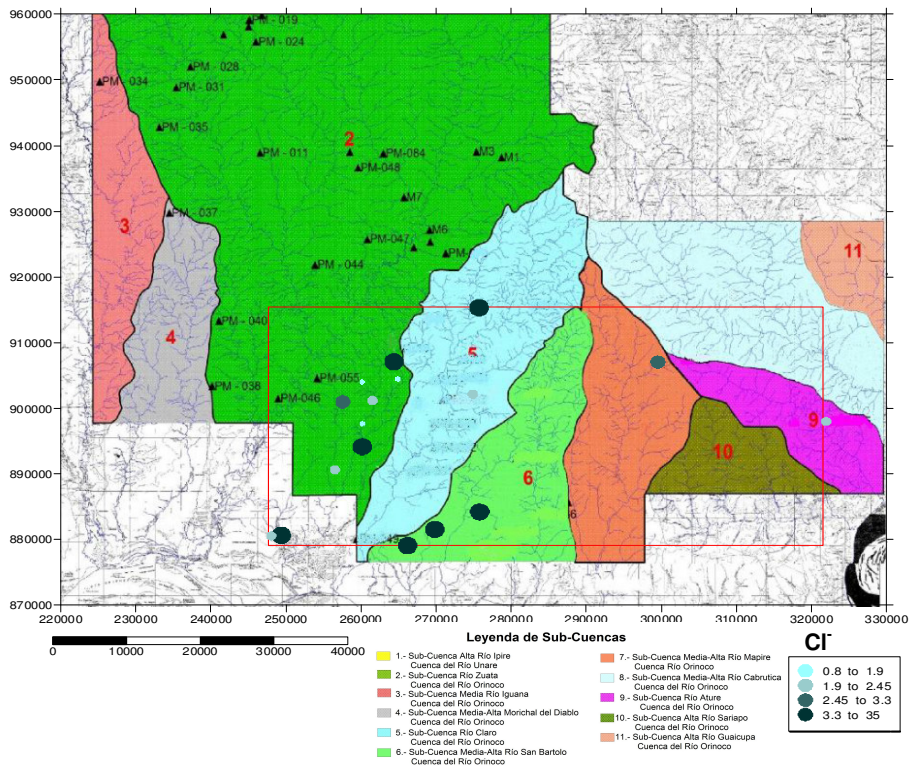 960000
PM - 019
PM - 024
950000
PM - 028
PM - 034
PM - 031
940000
PM - 035
2
PM - 011
PM-084
M3
M1
PM-048
930000
M7
PM - 037
3
M6
PM-047
11
920000
PM - 044
PM-
910000
PM - 040
4
5
PM-055
900000
PM - 038
PM-046
9
10
890000
6
6
880000
870000
220000 230000 240000 250000 260000 270000 280000 290000 300000 310000 320000 330000
0 10000 20000 30000 40000
Leyenda de Sub-Cuencas
1.- Sub-Cuenca Alta Río Ipire
Cuenca del Río Unare
2.- Sub-Cuenca Río Zuata
Cuenca del Río Orinoco
3.- Sub-Cuenca Media Río Iguana
Cuenca del Río Orinoco
4.- Sub-Cuenca Media-Alta Morichal del Diablo
Cuenca del Río Orinoco
5.- Sub-Cuenca Río Claro
Cuenca del Río Orinoco
6.- Sub-Cuenca Media-Alta Río San Bartolo
Cuenca del Río Orinoco
7.- Sub-Cuenca Media-Alta Río Mapire
Cuenca Río Orinoco
8.- Sub-Cuenca Media-Alta Río Cabrutica
Cuenca del Río Orinoco
9.- Sub-Cuenca Río Ature
Cuenca del Río Orinoco
10.- Sub-Cuenca Alta Río Sariapo
Cuenca del Río Orinoco
11.- Sub-Cuenca Alta Río Guaicupa
Cuenca del Río Orinoco
Cl-
0.8 to 1.9
1.9 to 2.45
2.45 to 3.3
3.3 to 35